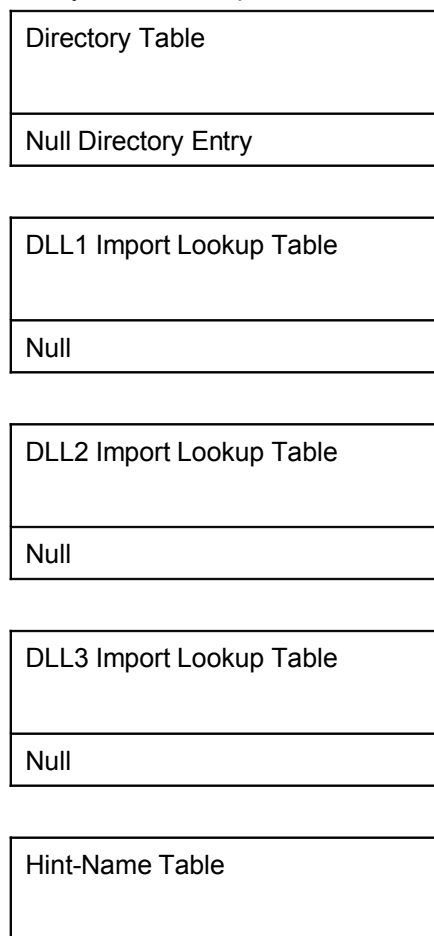 Directory Table
Null Directory Entry
DLL1 Import Lookup Table
Null
DLL2 Import Lookup Table
Null
DLL3 Import Lookup Table
Null
Hint-Name Table